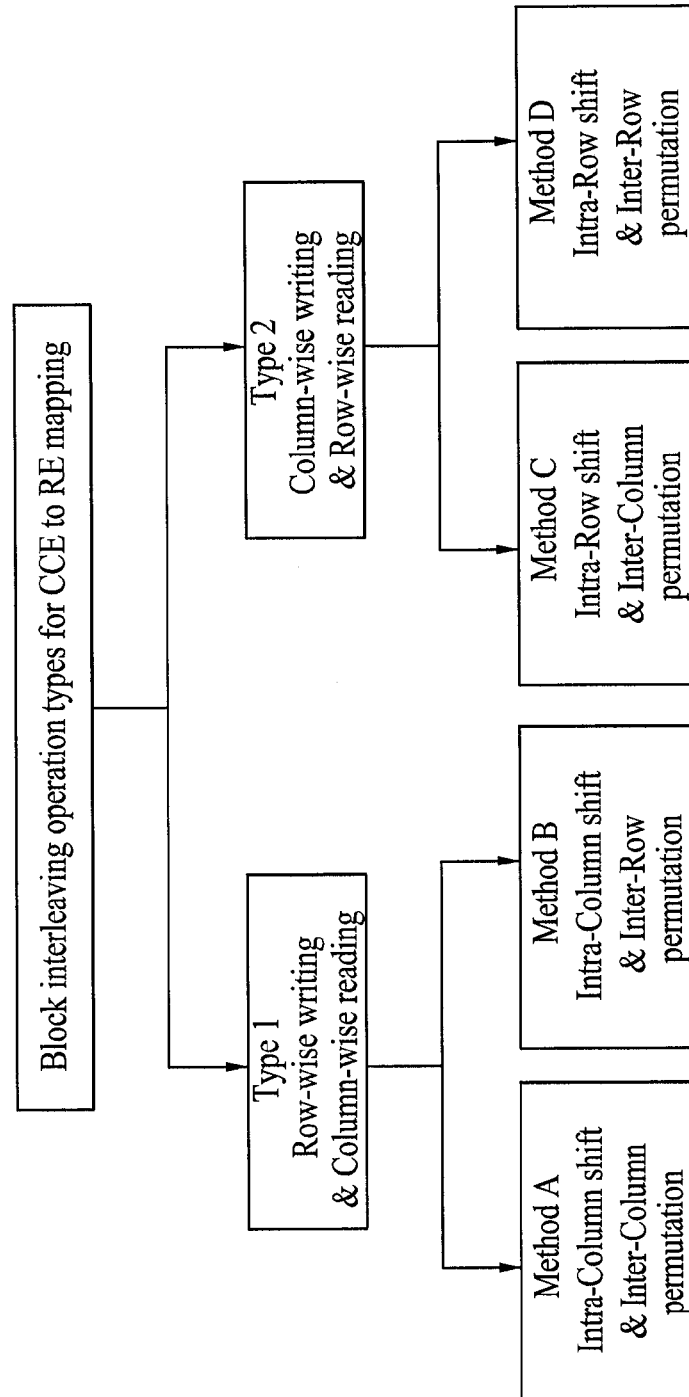 Block interleaving operation types for CCE to RE mapping
Type 1
Row-wise writing
& Column-wise reading
Type 2
Column-wise writing
& Row-wise reading
Method A
Intra-Column shift
& Inter-Column
permutation
Method B
Intra-Column shift
& Inter-Row
permutation
Method C
Intra-Row shift
& Inter-Column
permutation
Method D
Intra-Row shift
& Inter-Row
permutation